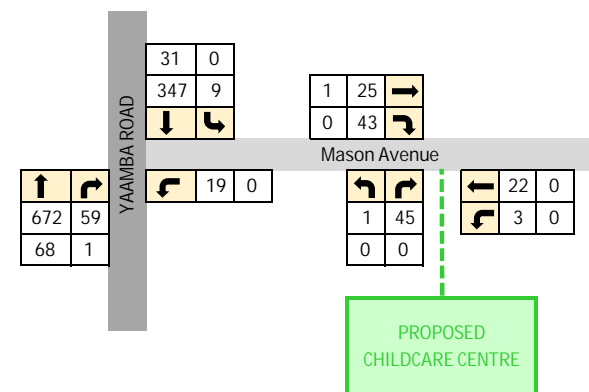 31 0
347 9
YAAMBA ROAD
1 25
0 43
Mason Avenue
19 0
672 59
68 1
1 45
0 0
22 0
3 0
PROPOSED
CHILDCARE CENTRE